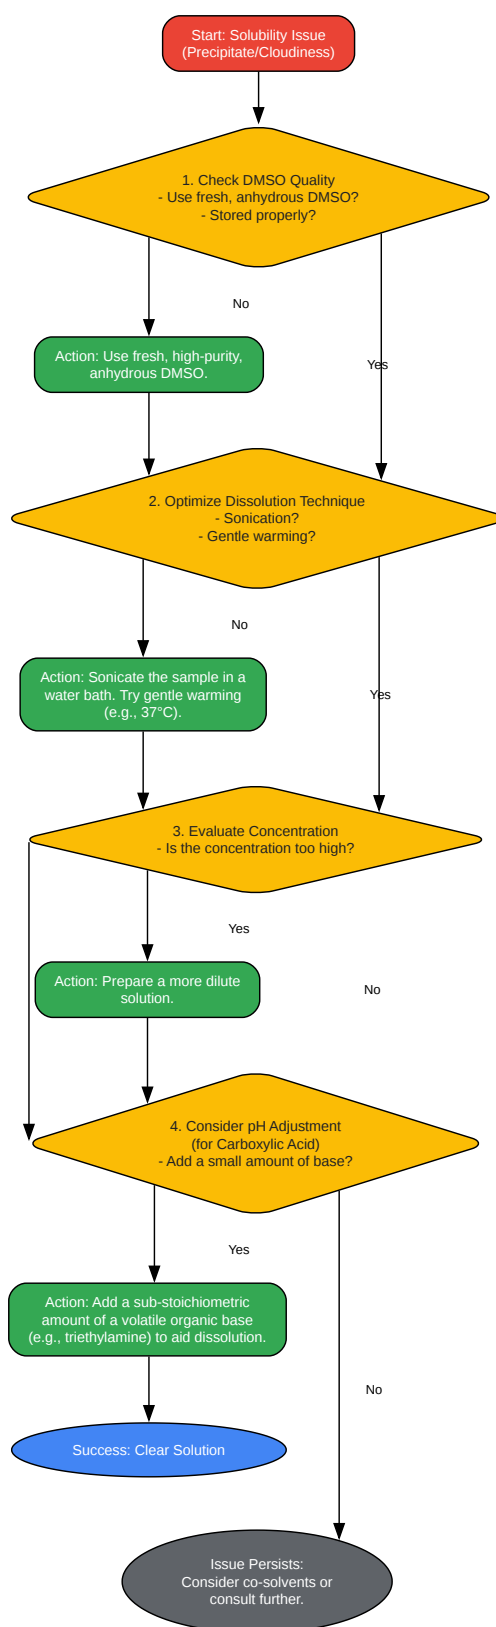 Start: Solubility Issue
(Precipitate/Cloudiness)
1. Check DMSO Quality
- Use fresh, anhydrous DMSO?
- Stored properly?
No
Action: Use fresh, high-purity,
anhydrous DMSO.
Yes
2. Optimize Dissolution Technique
- Sonication?
- Gentle warming?
No
Action: Sonicate the sample in a
water bath. Try gentle warming
(e.g., 37°C).
Yes
3. Evaluate Concentration
- Is the concentration too high?
Yes
Action: Prepare a more dilute
solution.
No
4. Consider pH Adjustment
(for Carboxylic Acid)
- Add a small amount of base?
Yes
Action: Add a sub-stoichiometric
amount of a volatile organic base
(e.g., triethylamine) to aid dissolution.
No
Success: Clear Solution
Issue Persists:
Consider co-solvents or
consult further.